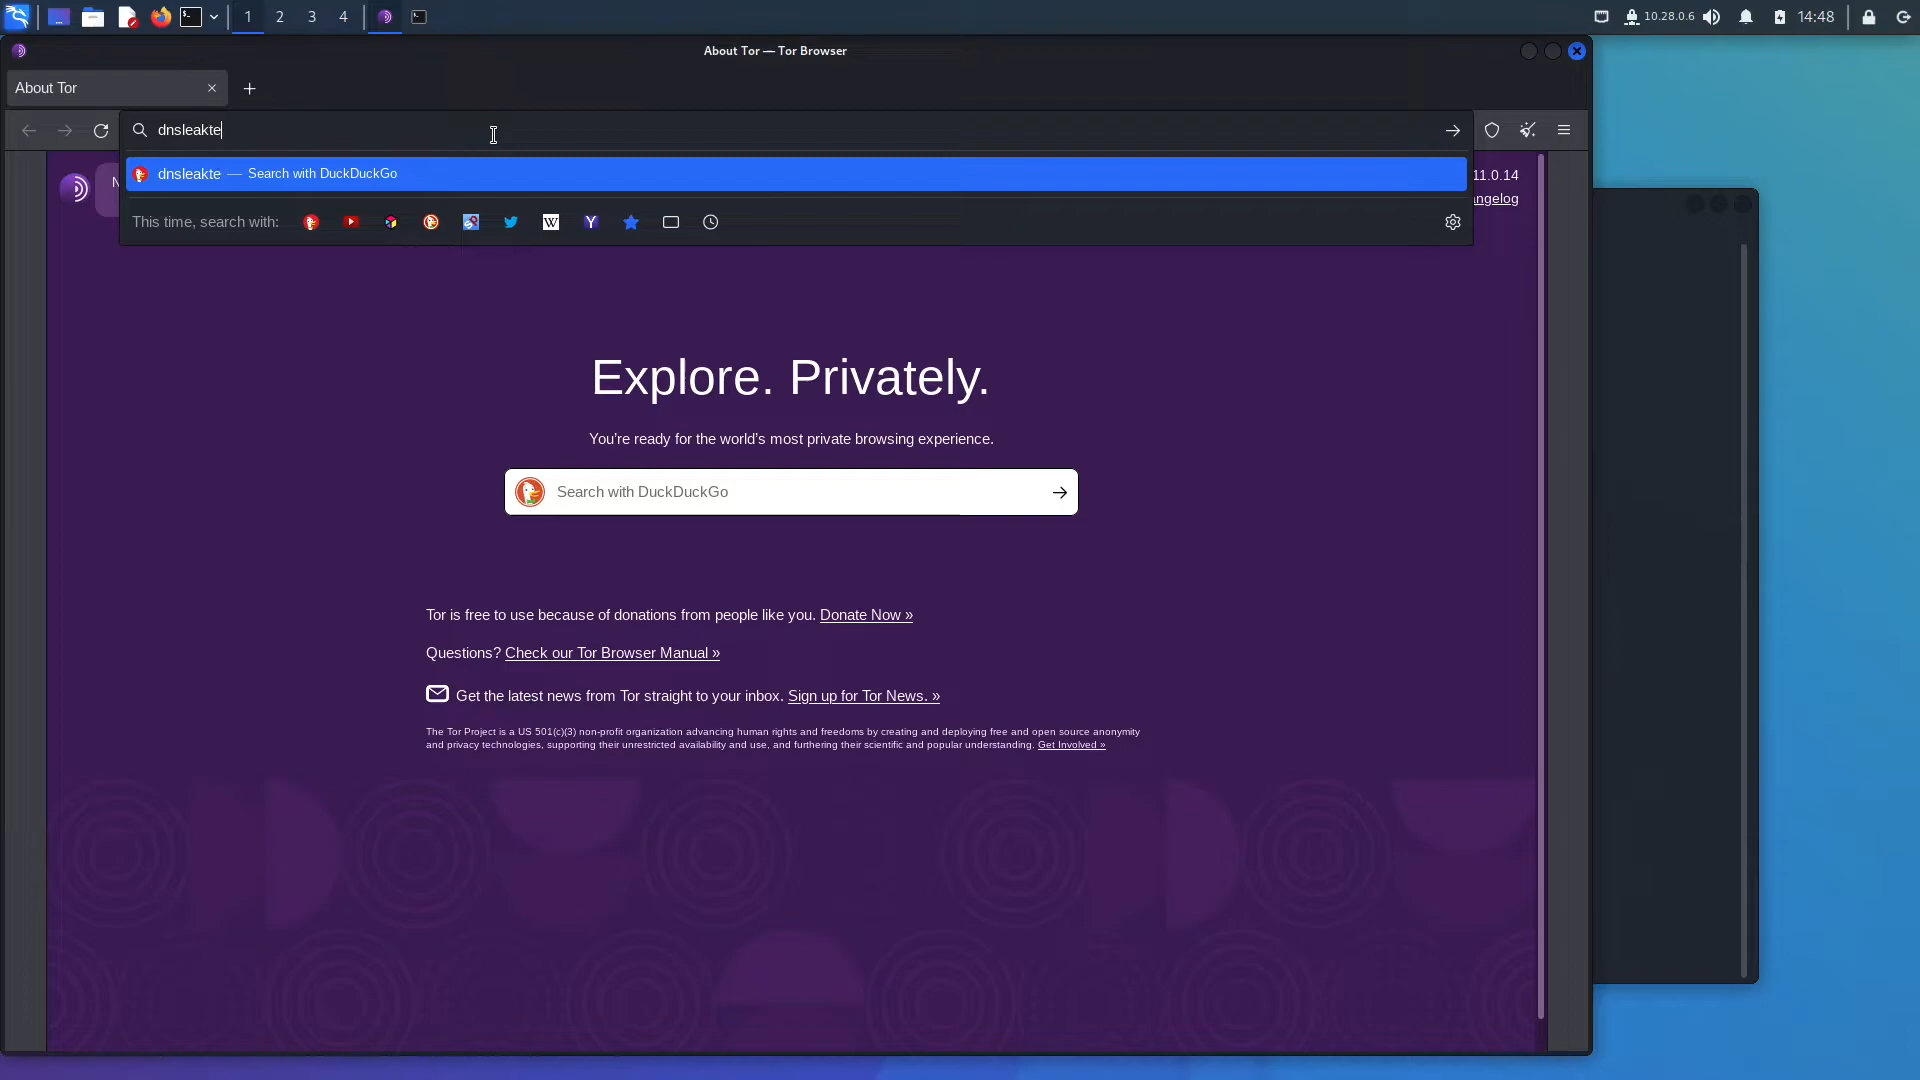 1 2 3 4 10.28.0.6 14:48
About Tor — Tor Browser
About Tor
dnsleakte
dnsleakte — Search with DuckDuckGo
This time, search with:
N
11.0.14
angelog
Explore. Privately.
You're ready for the world's most private browsing experience.
Search with DuckDuckGo
Tor is free to use because of donations from people like you. Donate Now »
Questions? Check our Tor Browser Manual »
Get the latest news from Tor straight to your inbox. Sign up for Tor News. »
The Tor Project is a US 501(c)(3) non-profit organization advancing human rights and freedoms by creating and deploying free and open source anonymity
and privacy technologies, supporting their unrestricted availability and use, and furthering their scientific and popular understanding. Get Involved »